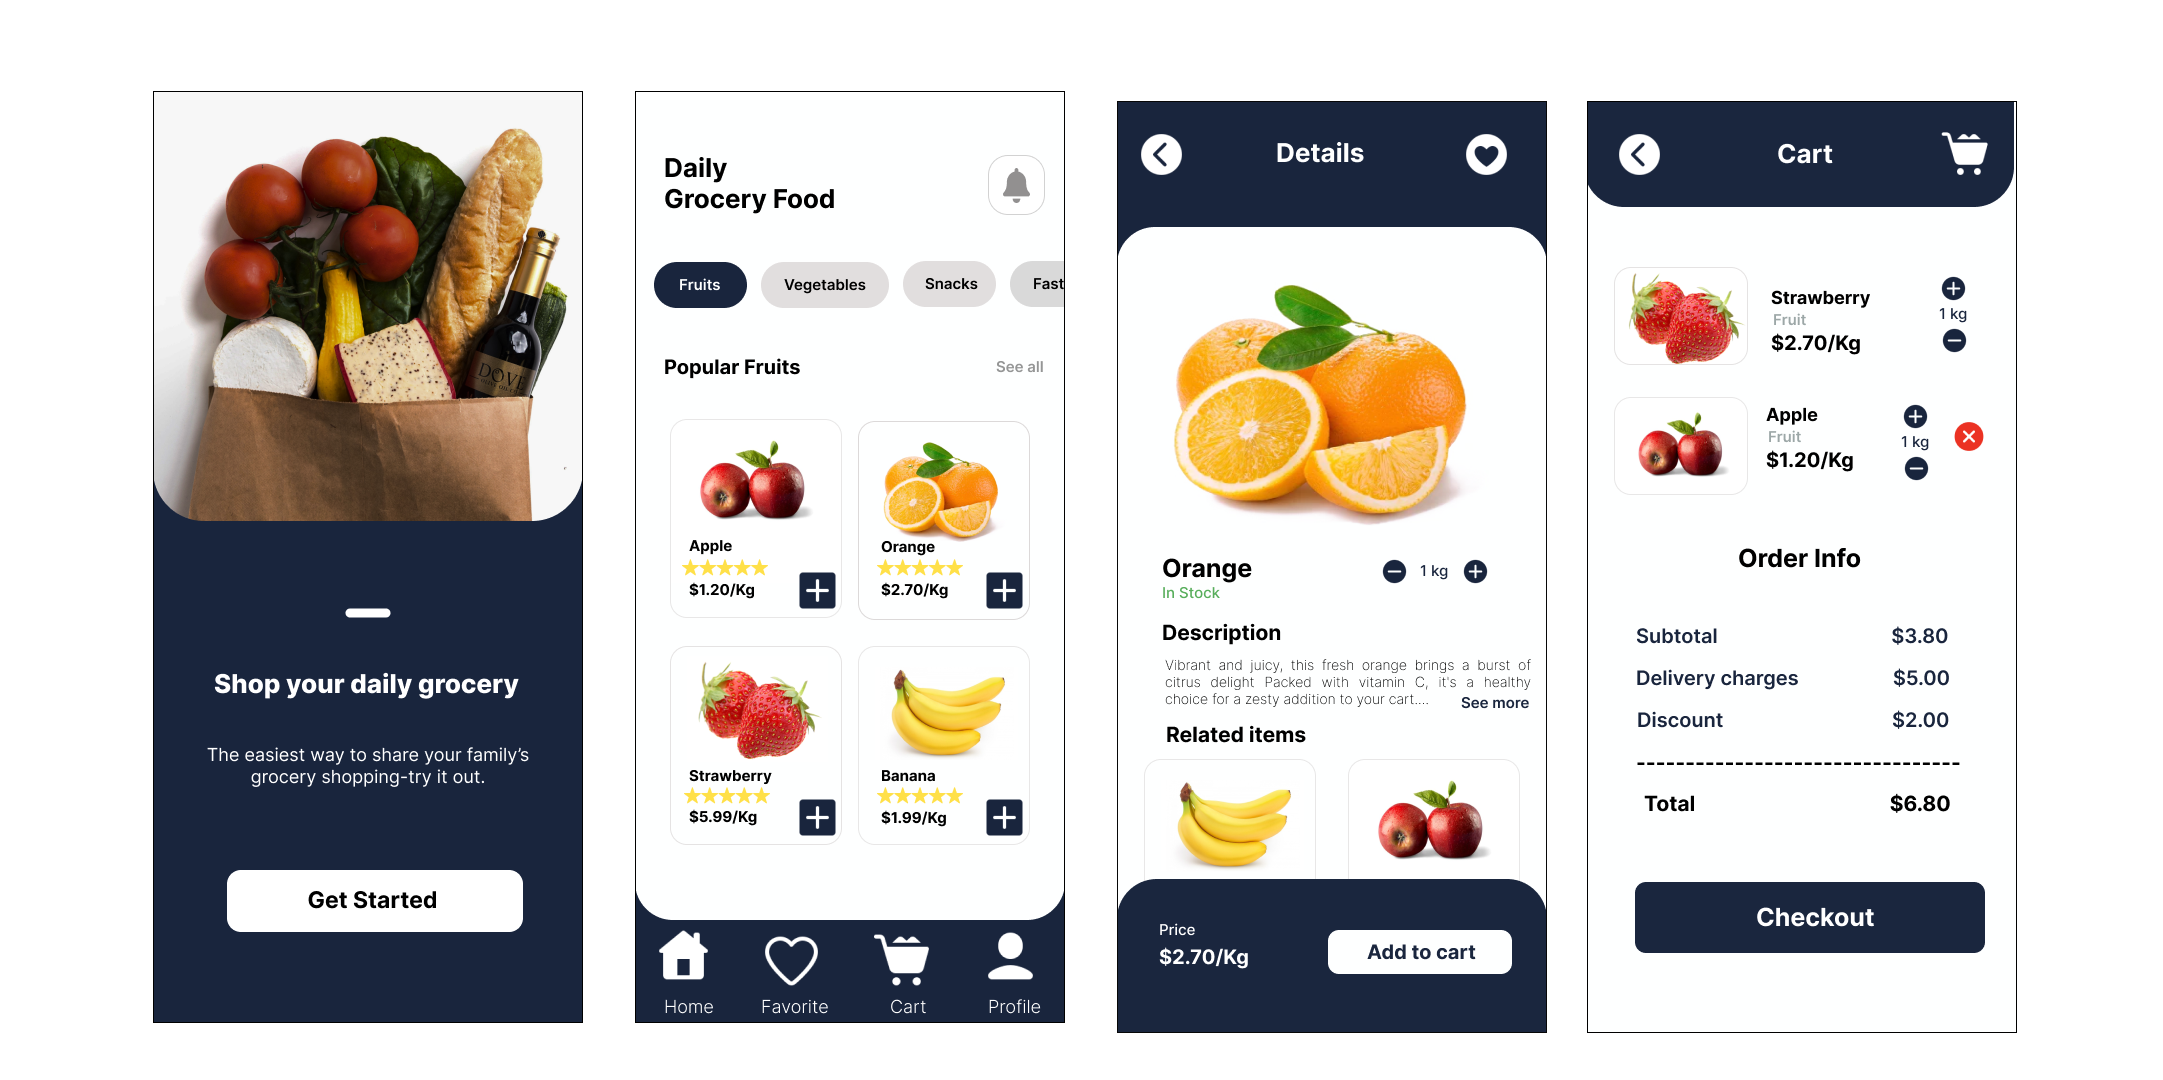 DOVE
Shop your daily grocery
The easiest way to share your family’s
grocery shopping-try it out.
Get Started
Daily
Grocery Food
Fruits
Vegetables
Snacks
Fast
Popular Fruits
See all
Apple
$1.20/Kg
Orange
$2.70/Kg
Strawberry
$5.99/Kg
Banana
$1.99/Kg
Home
Favorite
Cart
Profile
Details
Orange
1 kg
In Stock
Description
Vibrant and juicy, this fresh orange brings a burst of
citrus delight Packed with vitamin C, it's a healthy
choice for a zesty addition to your cart....
See more
Related items
Price
$2.70/Kg
Add to cart
Cart
Strawberry
Fruit
$2.70/Kg
1 kg
Apple
Fruit
$1.20/Kg
1 kg
Order Info
Subtotal $3.80
Delivery charges $5.00
Discount $2.00
---------------------------------
Total $6.80
Checkout